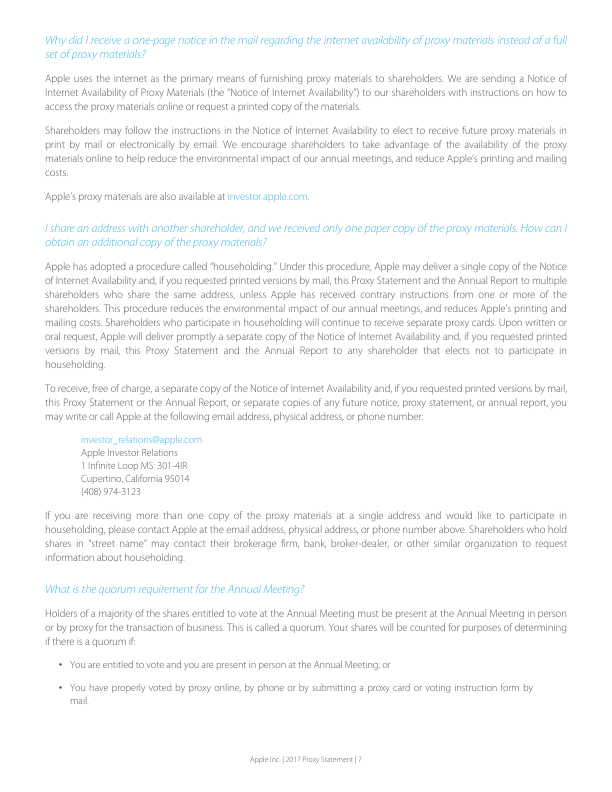 Why did I receive a one-page notice in the mail regarding the internet availability of proxy materials instead of a full
set of proxy materials?
Apple uses the internet as the primary means of furnishing proxy materials to shareholders. We are sending a Notice of
Internet Availability of Proxy Materials (the “Notice of Internet Availability”) to our shareholders with instructions on how to
access the proxy materials online or request a printed copy of the materials.
Shareholders may follow the instructions in the Notice of Internet Availability to elect to receive future proxy materials in
print by mail or electronically by email. We encourage shareholders to take advantage of the availability of the proxy
materials online to help reduce the environmental impact of our annual meetings, and reduce Apple’s printing and mailing
costs.
Apple’s proxy materials are also available at investor.apple.com.
I share an address with another shareholder, and we received only one paper copy of the proxy materials. How can I
obtain an additional copy of the proxy materials?
Apple has adopted a procedure called “householding.” Under this procedure, Apple may deliver a single copy of the Notice
of Internet Availability and, if you requested printed versions by mail, this Proxy Statement and the Annual Report to multiple
shareholders who share the same address, unless Apple has received contrary instructions from one or more of the
shareholders. This procedure reduces the environmental impact of our annual meetings, and reduces Apple’s printing and
mailing costs. Shareholders who participate in householding will continue to receive separate proxy cards. Upon written or
oral request, Apple will deliver promptly a separate copy of the Notice of Internet Availability and, if you requested printed
versions by mail, this Proxy Statement and the Annual Report to any shareholder that elects not to participate in
householding.
To receive, free of charge, a separate copy of the Notice of Internet Availability and, if you requested printed versions by mail,
this Proxy Statement or the Annual Report, or separate copies of any future notice, proxy statement, or annual report, you
may write or call Apple at the following email address, physical address, or phone number:
investor_relations@apple.com
Apple Investor Relations
1 Infinite Loop MS: 301-4IR
Cupertino, California 95014
(408) 974-3123
If you are receiving more than one copy of the proxy materials at a single address and would like to participate in
householding, please contact Apple at the email address, physical address, or phone number above. Shareholders who hold
shares in “street name” may contact their brokerage firm, bank, broker-dealer, or other similar organization to request
information about householding.
What is the quorum requirement for the Annual Meeting?
Holders of a majority of the shares entitled to vote at the Annual Meeting must be present at the Annual Meeting in person
or by proxy for the transaction of business. This is called a quorum. Your shares will be counted for purposes of determining
if there is a quorum if:
• You are entitled to vote and you are present in person at the Annual Meeting; or
• You have properly voted by proxy online, by phone or by submitting a proxy card or voting instruction form by
mail.
Apple Inc. | 2017 Proxy Statement | 7